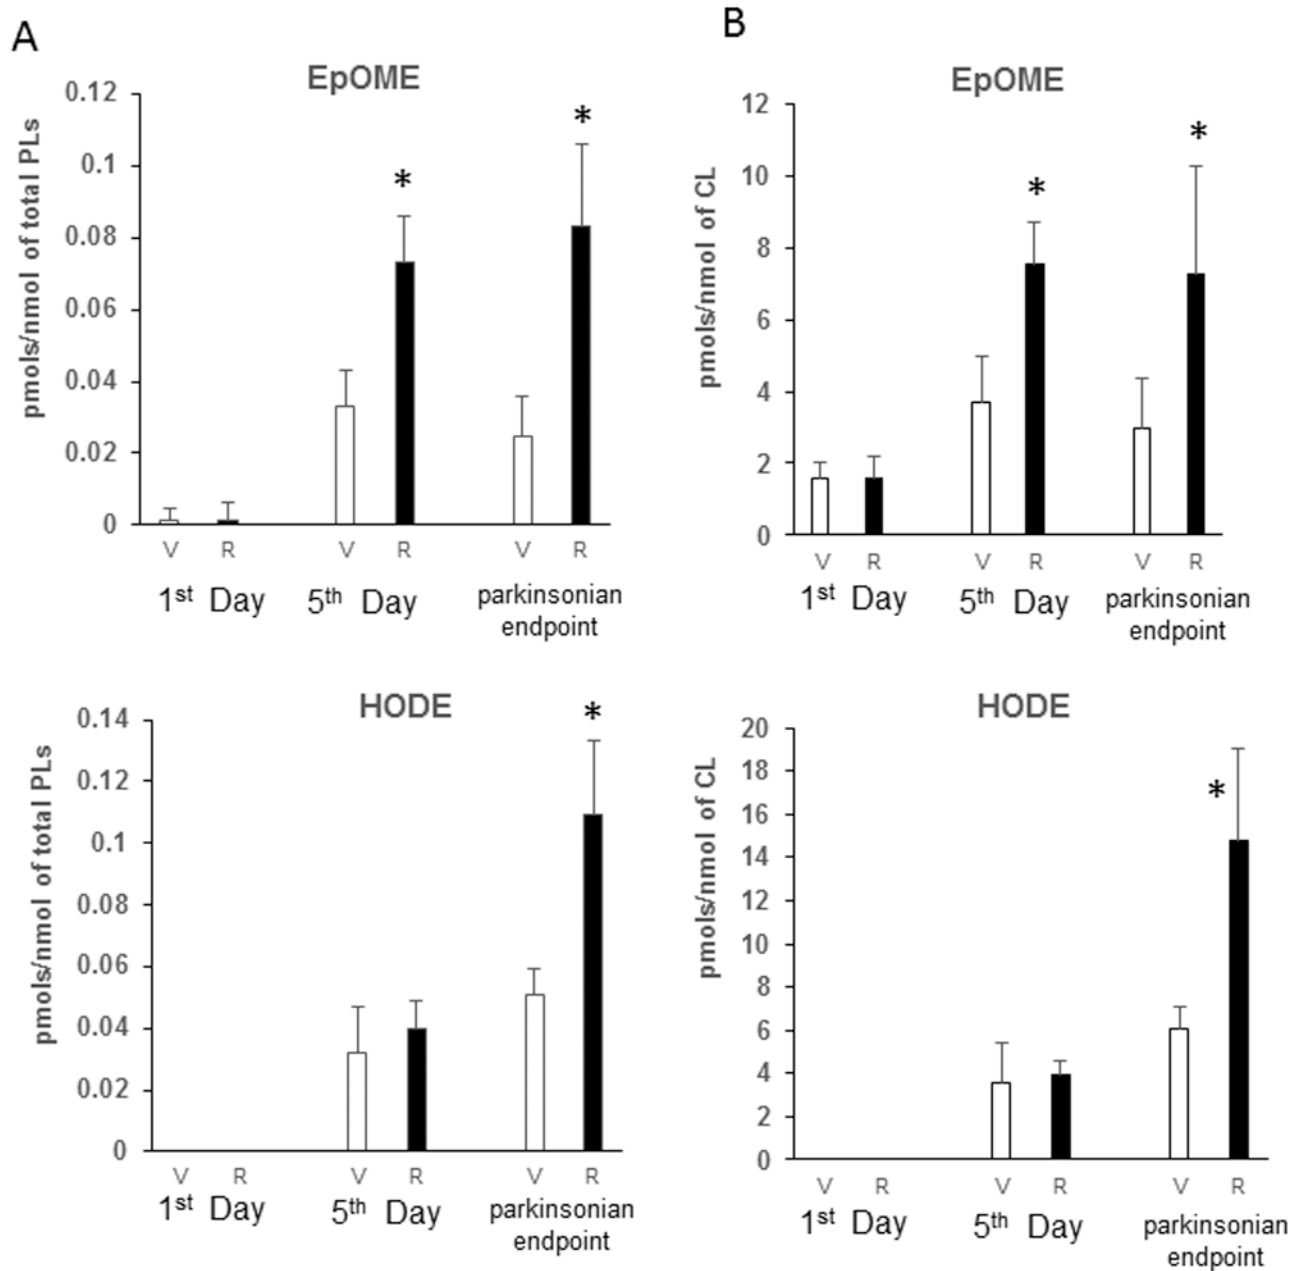 A
EpOME
pmols/nmol of total PLs
0.12
0.1
0.08
0.06
0.04
0.02
0
*
*
V R V R V R
1st Day 5th Day parkinsonian
endpoint
B
EpOME
pmols/nmol of CL
12
10
8
6
4
2
0
*
*
V R V R V R
1st Day 5th Day parkinsonian
endpoint
HODE
pmols/nmol of total PLs
0.14
0.12
0.1
0.08
0.06
0.04
0.02
0
*
V R V R V R
1st Day 5th Day parkinsonian
endpoint
HODE
pmols/nmol of CL
20
18
16
14
12
10
8
6
4
2
0
*
V R V R V R
1st Day 5th Day parkinsonian
endpoint